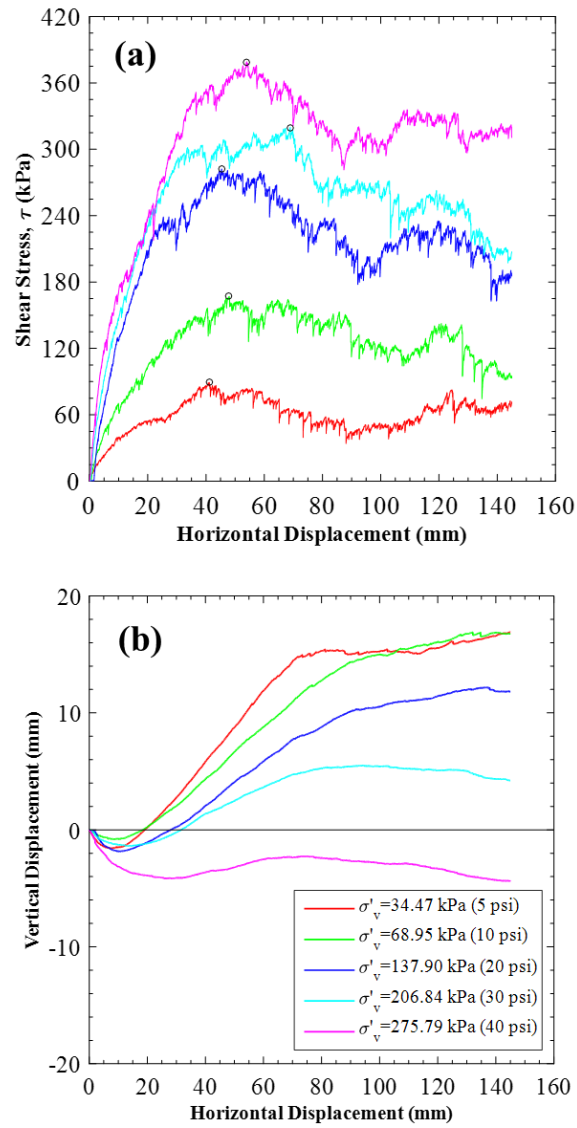 (a)
Shear Stress, τ (kPa)
420
360
300
240
180
120
60
0
0 20 40 60 80 100 120 140 160
Horizontal Displacement (mm)
(b)
Vertical Displacement (mm)
20
10
0
-10
-20
σ'v=34.47 kPa (5 psi)
σ'v=68.95 kPa (10 psi)
σ'v=137.90 kPa (20 psi)
σ'v=206.84 kPa (30 psi)
σ'v=275.79 kPa (40 psi)
0 20 40 60 80 100 120 140 160
Horizontal Displacement (mm)